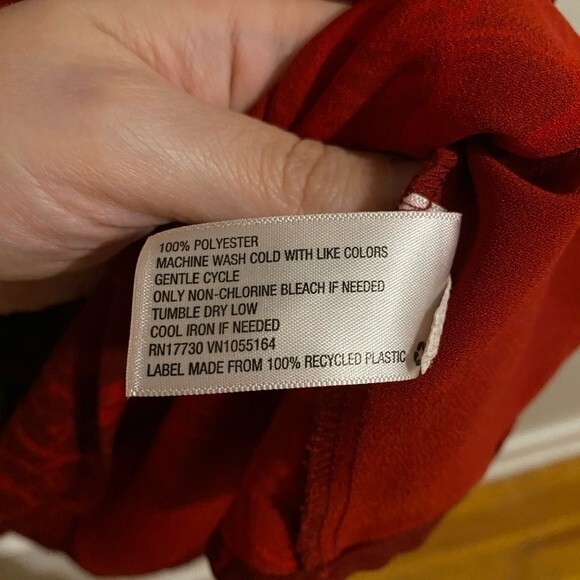 100% POLYESTER
MACHINE WASH COLD WITH LIKE COLORS
GENTLE CYCLE
ONLY NON-CHLORINE BLEACH IF NEEDED
TUMBLE DRY LOW
COOL IRON IF NEEDED
RN17730 VN1055164
LABEL MADE FROM 100% RECYCLED PLASTIC